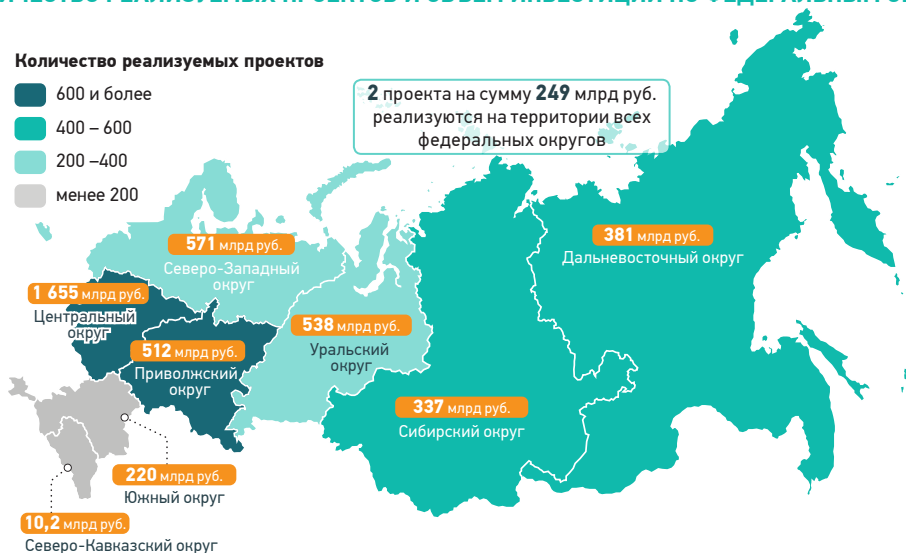 Количество реализуемых проектов
600 и более
400 – 600
200 –400
менее 200
2 проекта на сумму 249 млрд руб.
реализуются на территории всех
федеральных округов
571 млрд руб.
Северо-Западный
округ
381 млрд руб.
Дальневосточный округ
1 655 млрд руб.
Центральный
округ
538 млрд руб.
Уральский
округ
512 млрд руб.
Приволжский
округ
337 млрд руб.
Сибирский округ
220 млрд руб.
Южный округ
10,2 млрд руб.
Северо-Кавказский округ